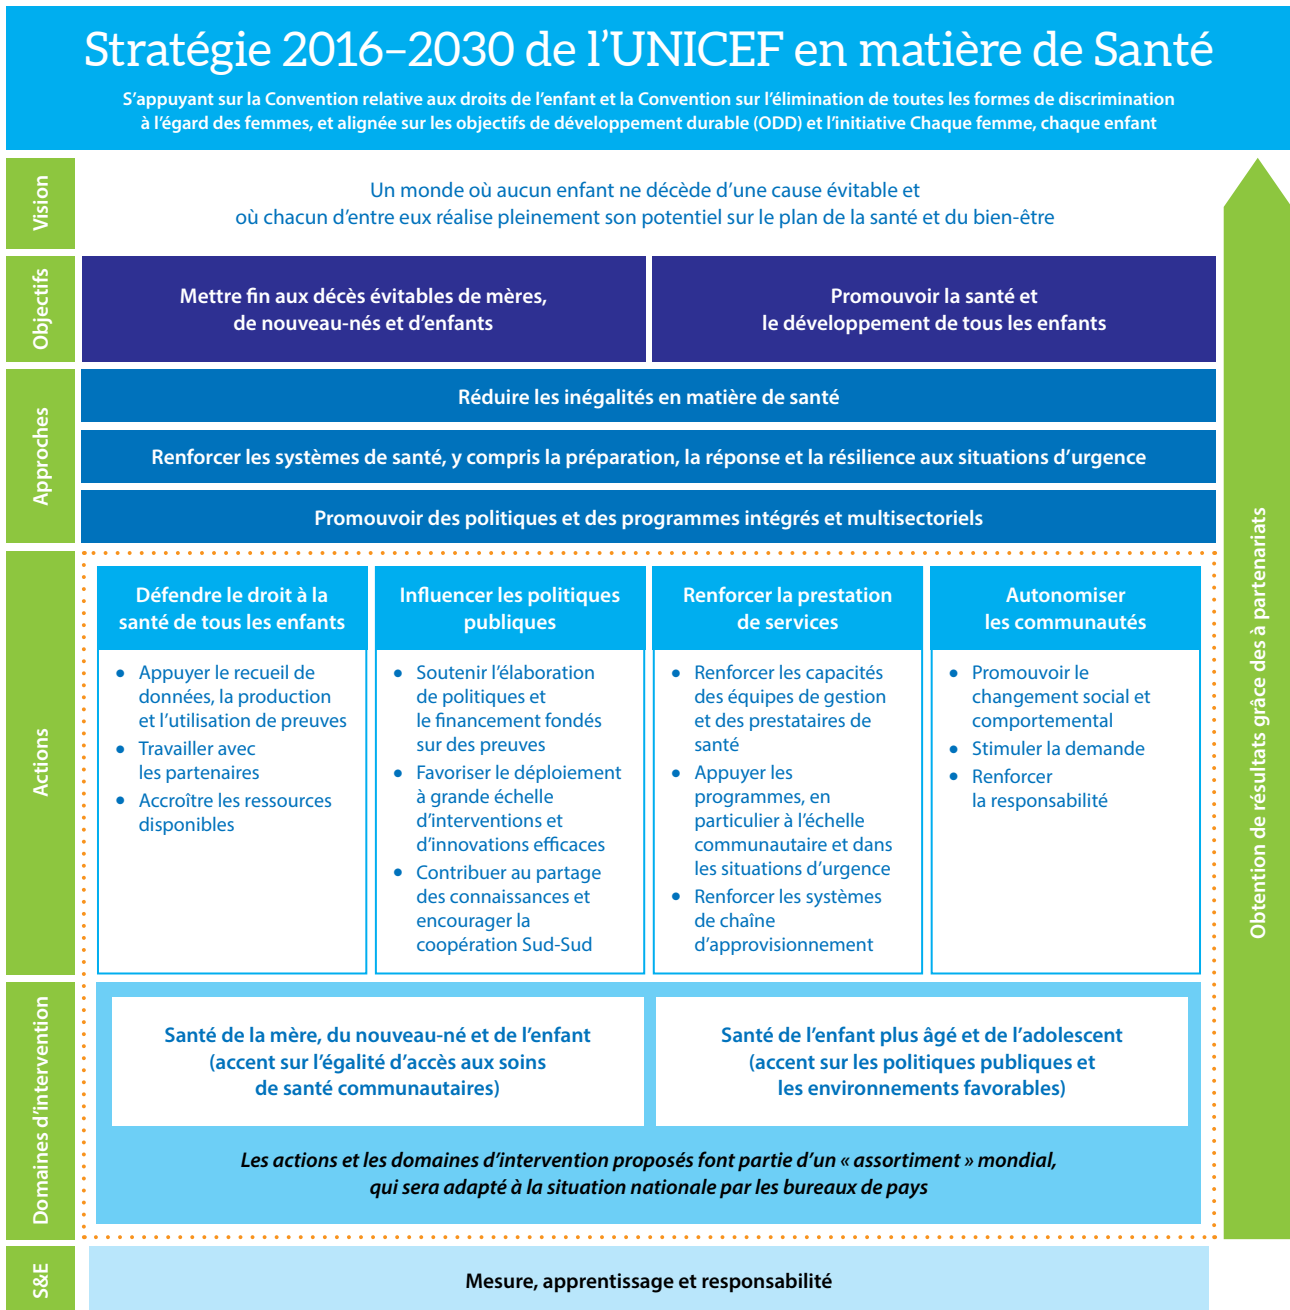 Stratégie 2016–2030 de l’UNICEF en matière de Santé
S’appuyant sur la Convention relative aux droits de l’enfant et la Convention sur l’élimination de toutes les formes de discrimination
à l’égard des femmes, et alignée sur les objectifs de développement durable (ODD) et l’initiative Chaque femme, chaque enfant
Vision
Un monde où aucun enfant ne décède d’une cause évitable et
où chacun d’entre eux réalise pleinement son potentiel sur le plan de la santé et du bien-être
Objectifs
Mettre fin aux décès évitables de mères,
de nouveau-nés et d’enfants
Promouvoir la santé et
le développement de tous les enfants
Approches
Réduire les inégalités en matière de santé
Renforcer les systèmes de santé, y compris la préparation, la réponse et la résilience aux situations d’urgence
Promouvoir des politiques et des programmes intégrés et multisectoriels
Actions
Défendre le droit à la
santé de tous les enfants
• Appuyer le recueil de
données, la production
et l’utilisation de preuves
• Travailler avec
les partenaires
• Accroître les ressources
disponibles
Influencer les politiques
publiques
• Soutenir l’élaboration
de politiques et
le financement fondés
sur des preuves
• Favoriser le déploiement
à grande échelle
d’interventions et
d’innovations efficaces
• Contribuer au partage
des connaissances et
encourager la
coopération Sud-Sud
Renforcer la prestation
de services
• Renforcer les capacités
des équipes de gestion
et des prestataires de
santé
• Appuyer les
programmes, en
particulier à l’échelle
communautaire et dans
les situations d’urgence
• Renforcer les systèmes
de chaîne
d’approvisionnement
Autonomiser
les communautés
• Promouvoir le
changement social et
comportemental
• Stimuler la demande
• Renforcer
la responsabilité
Domaines d’intervention
Santé de la mère, du nouveau-né et de l’enfant
(accent sur l’égalité d’accès aux soins
de santé communautaires)
Santé de l’enfant plus âgé et de l’adolescent
(accent sur les politiques publiques et
les environnements favorables)
Les actions et les domaines d’intervention proposés font partie d’un « assortiment » mondial,
qui sera adapté à la situation nationale par les bureaux de pays
S&E
Mesure, apprentissage et responsabilité
Obtention de résultats grâce des à partenariats